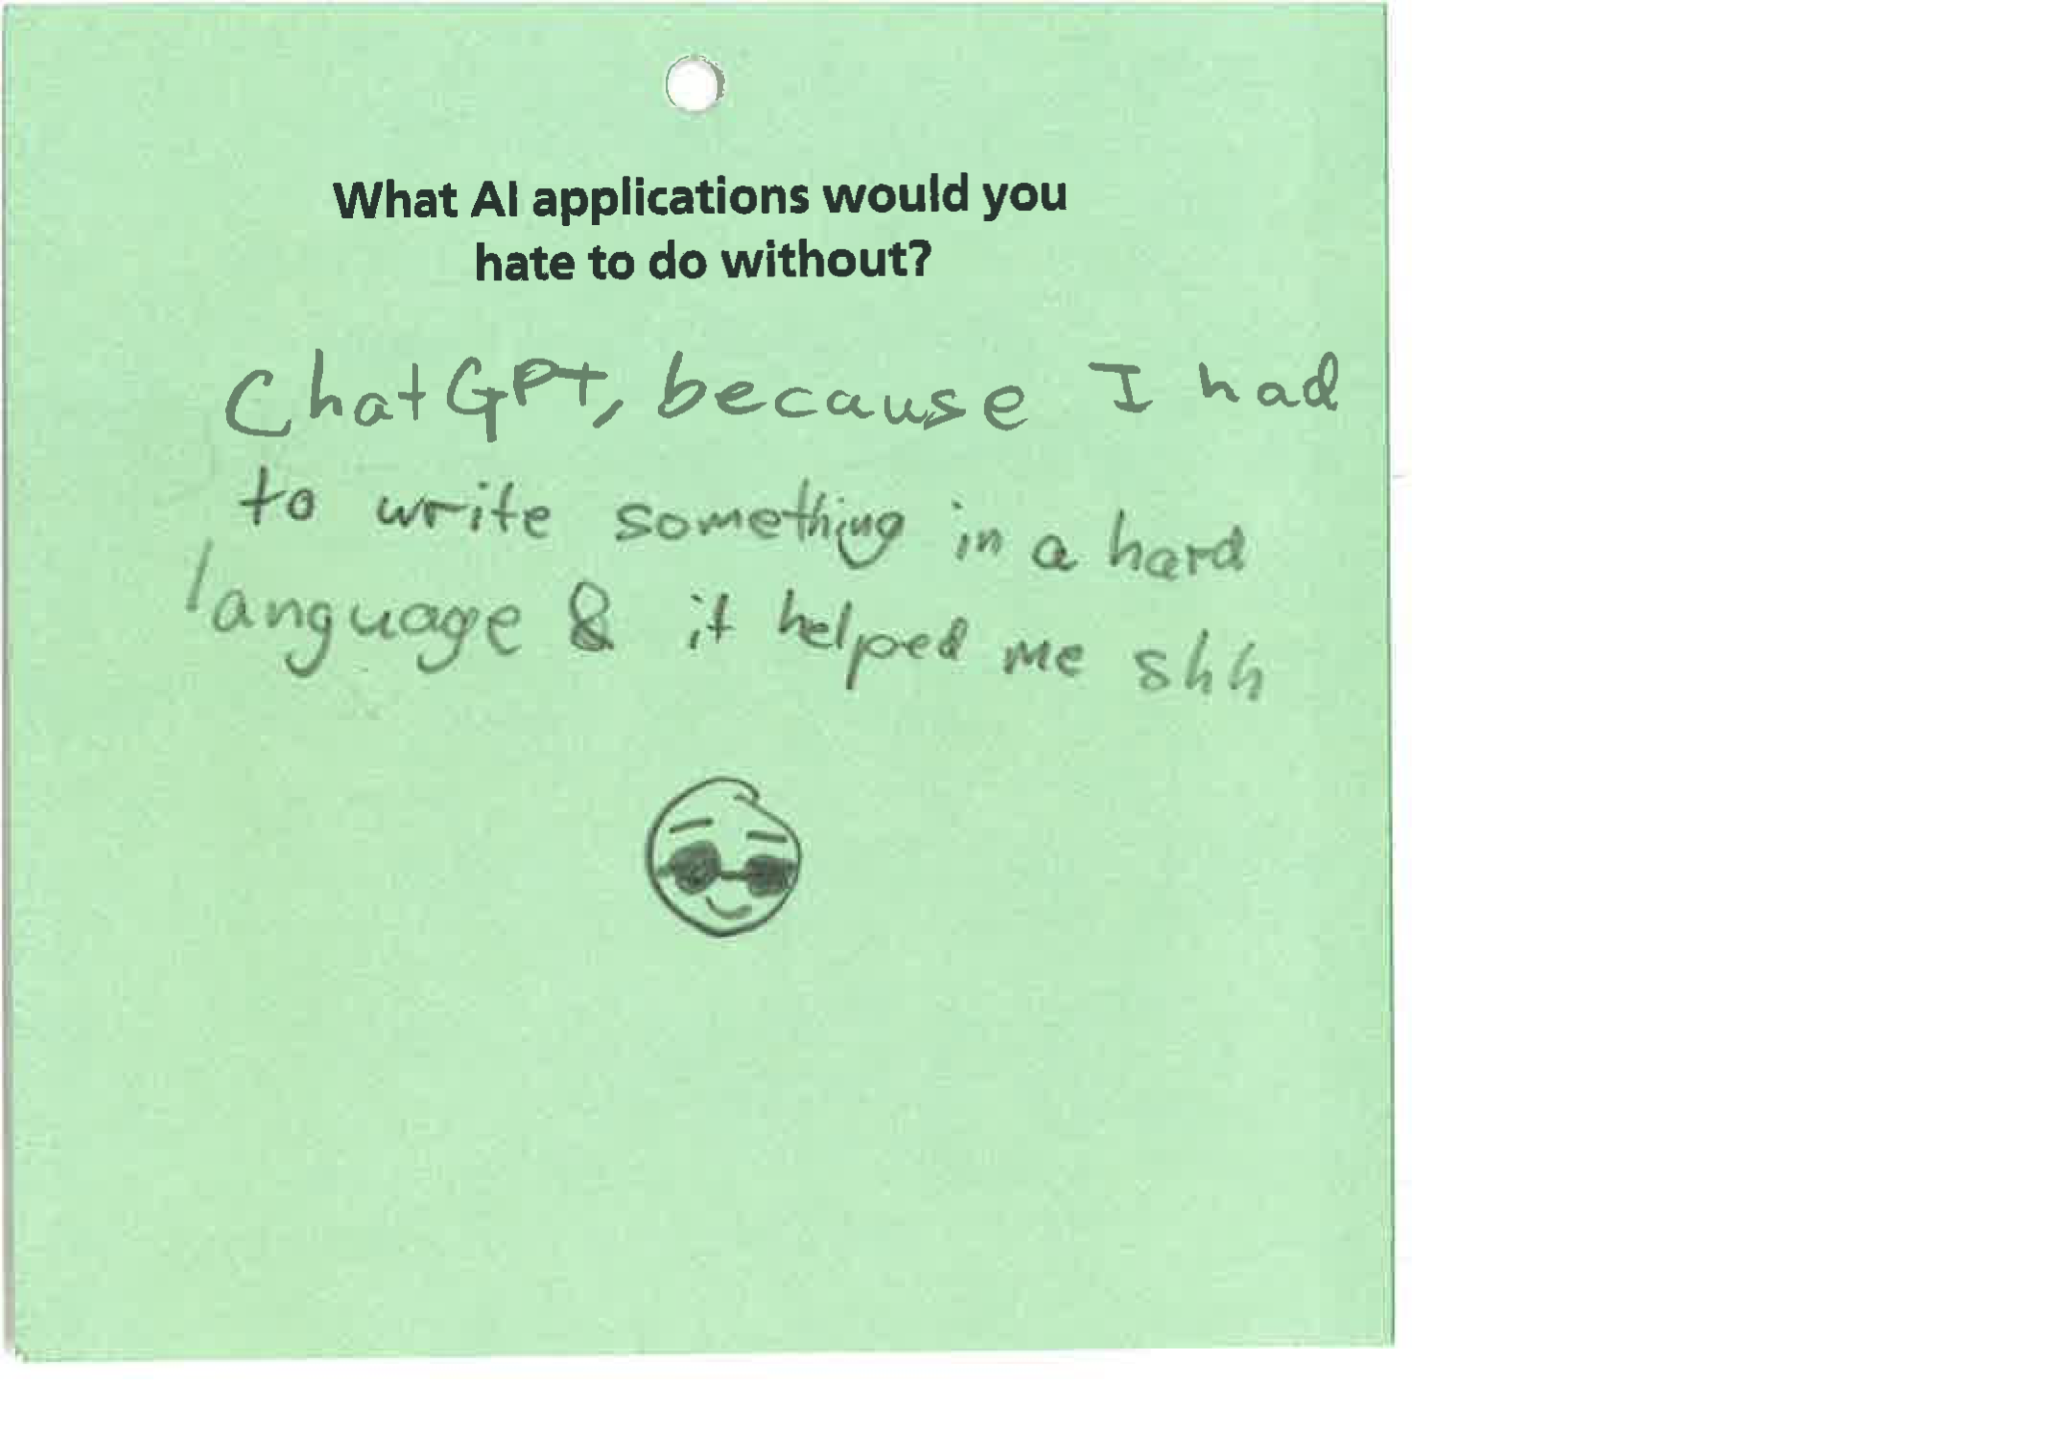 What AI applications would you
hate to do without?
ChatGPT, because I had
to write something in a hard
language & it helped me shh